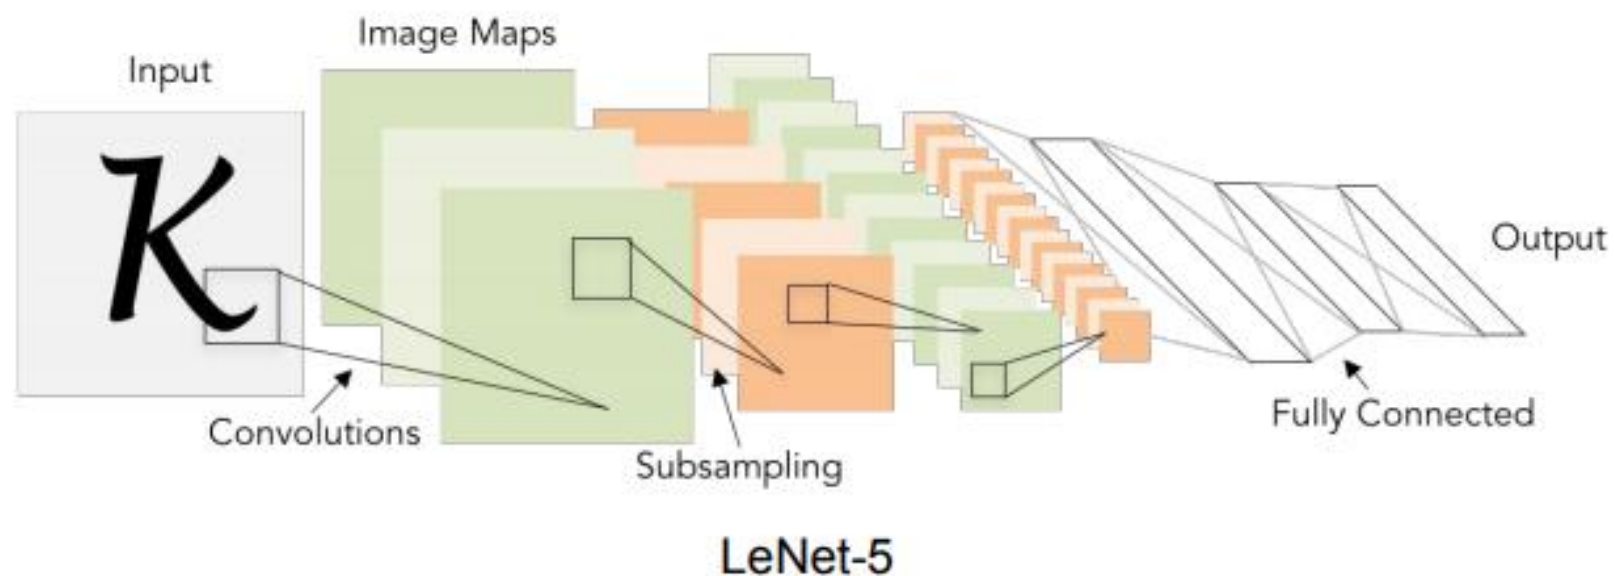 Image Maps
Input
K
Output
Convolutions
Fully Connected
Subsampling
LeNet-5